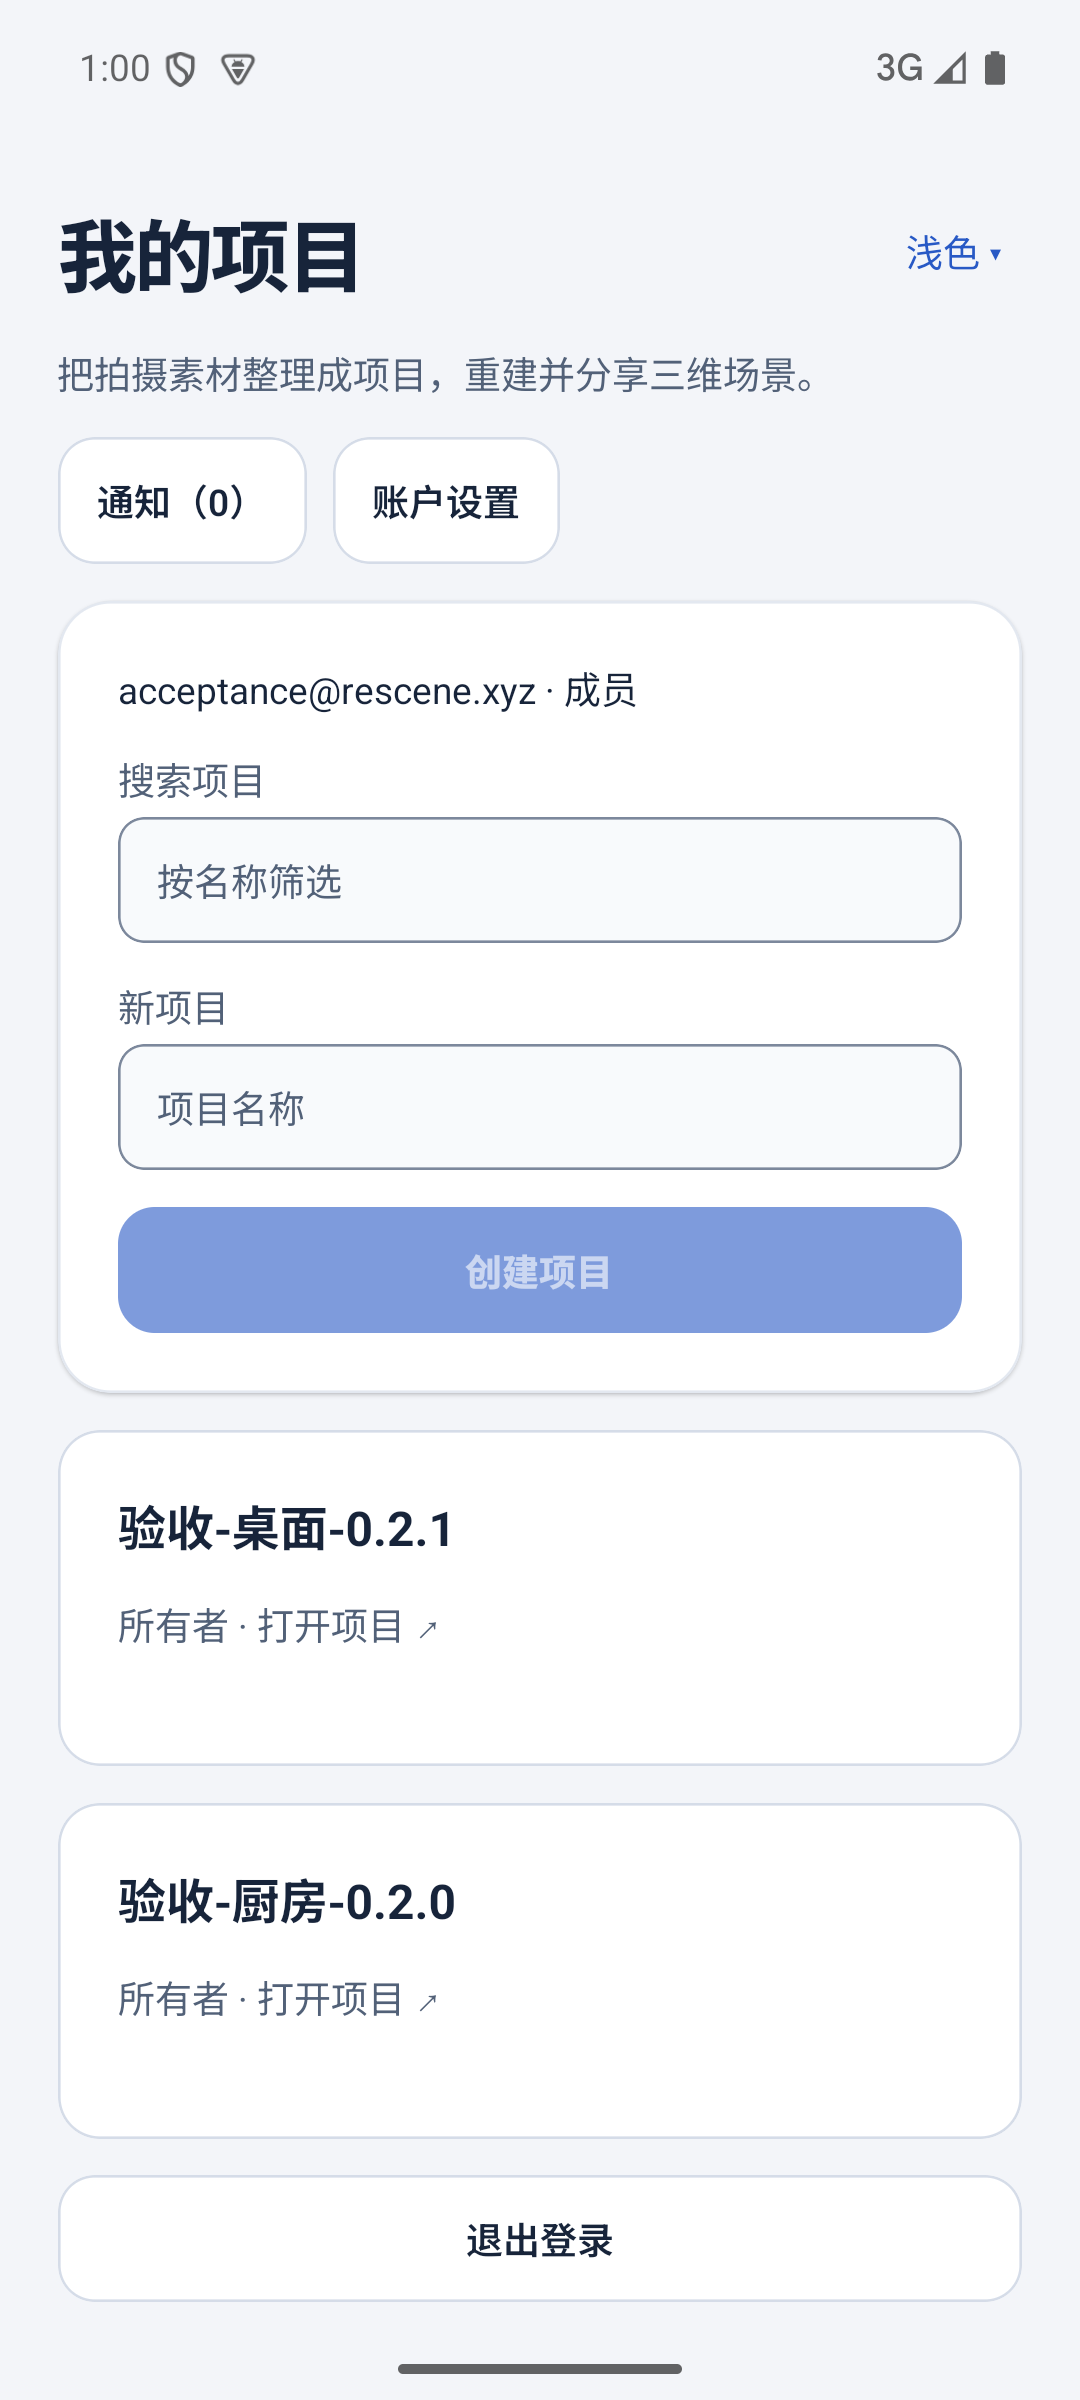 1:00
3G
我的项目
浅色 ▾
把拍摄素材整理成项目，重建并分享三维场景。
通知（0）
账户设置
acceptance@rescene.xyz · 成员
搜索项目
按名称筛选
新项目
项目名称
创建项目
验收-桌面-0.2.1
所有者 · 打开项目 ↗
验收-厨房-0.2.0
所有者 · 打开项目 ↗
退出登录